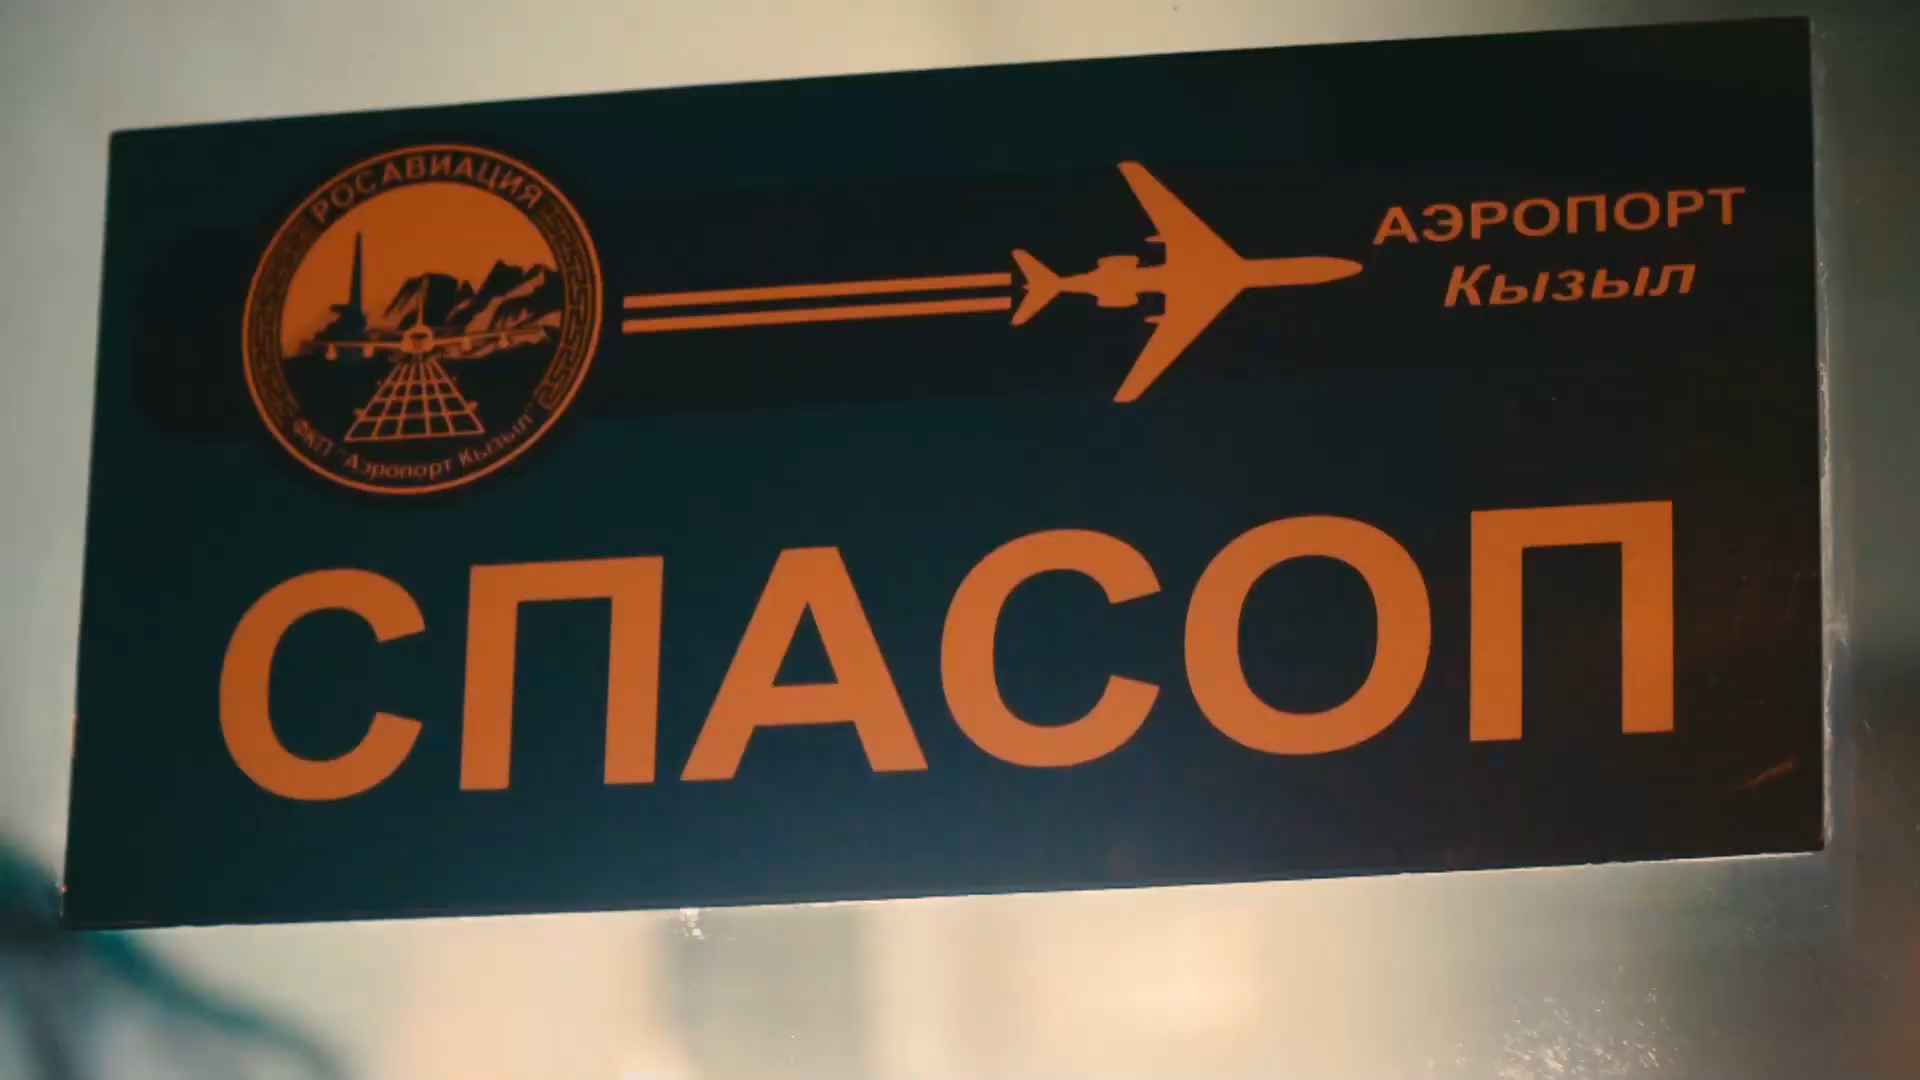 РОСАВИАЦИЯ
ФКП "Аэропорт Кызыл"
АЭРОПОРТ
Кызыл
СПАСОП